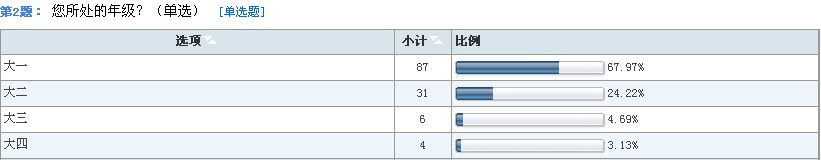 第2题： 您所处的年级？（单选） [单选题]
选项 小计 比例
大一 87 67.97%
大二 31 24.22%
大三 6 4.69%
大四 4 3.13%